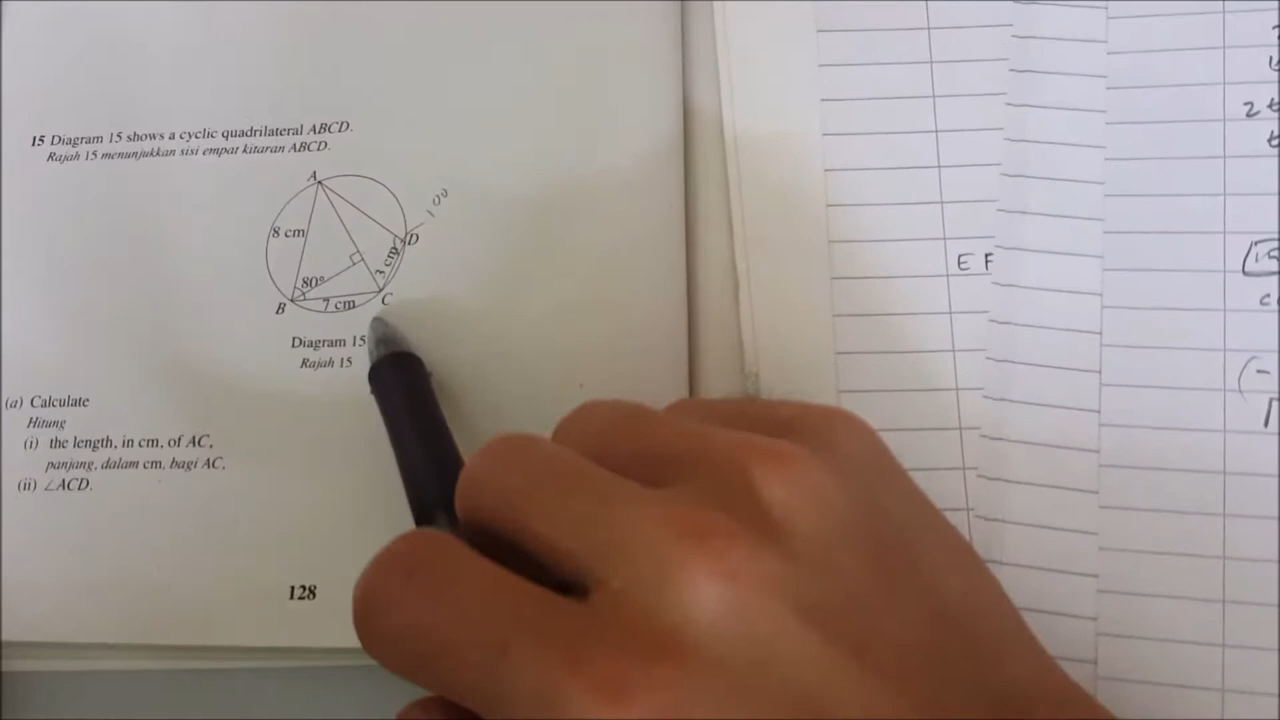 15 Diagram 15 shows a cyclic quadrilateral ABCD.
Rajah 15 menunjukkan sisi empat kitaran ABCD.
A
100
8 cm
D
3 cm
80°
B
7 cm
C
Diagram 15
Rajah 15
(a) Calculate
Hitung
(i) the length, in cm, of AC,
panjang, dalam cm, bagi AC,
(ii) ∠ACD.
128
E F
2